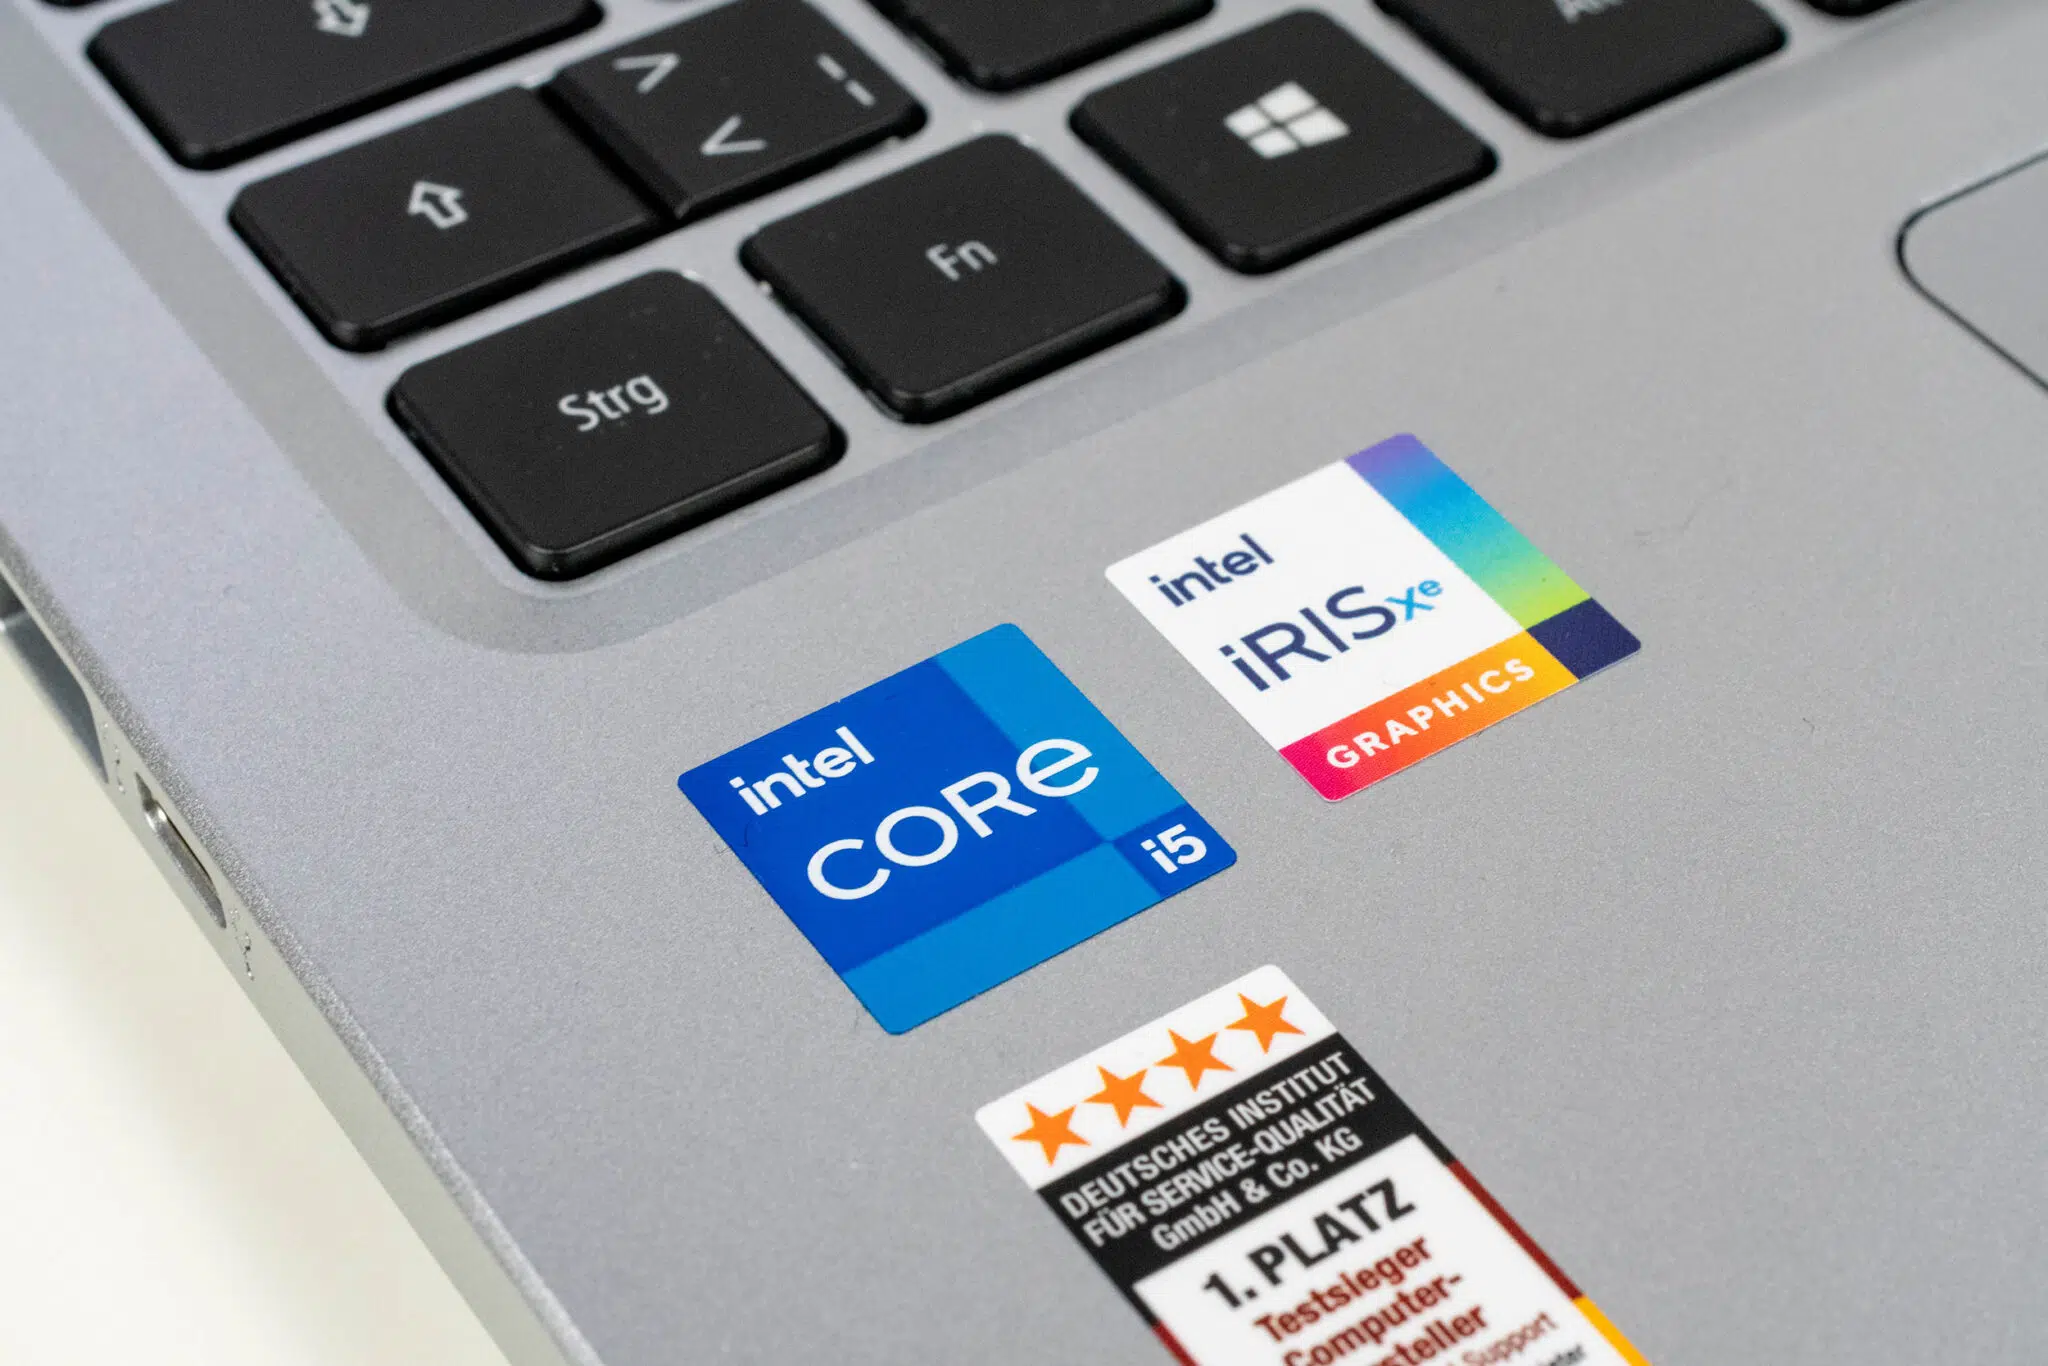 Fn
Strg
intel
iRISxe
GRAPHICS
intel
CORe
i5
DEUTSCHES INSTITUT
FÜR SERVICE-QUALITÄT
GmbH & Co. KG
1. PLATZ
Testsieger
Computer-
Support